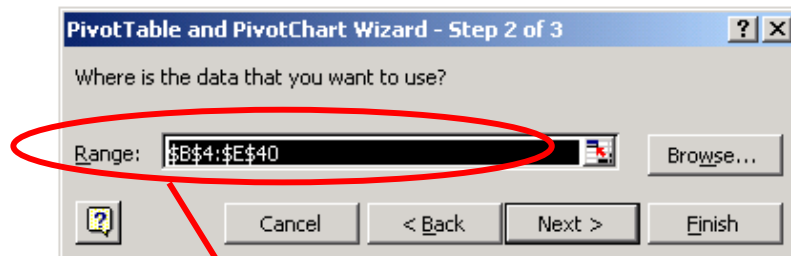 PivotTable and PivotChart Wizard - Step 2 of 3 ? X
Where is the data that you want to use?
Range: $B$4:$E$40 Browse...
? Cancel < Back Next > Finish